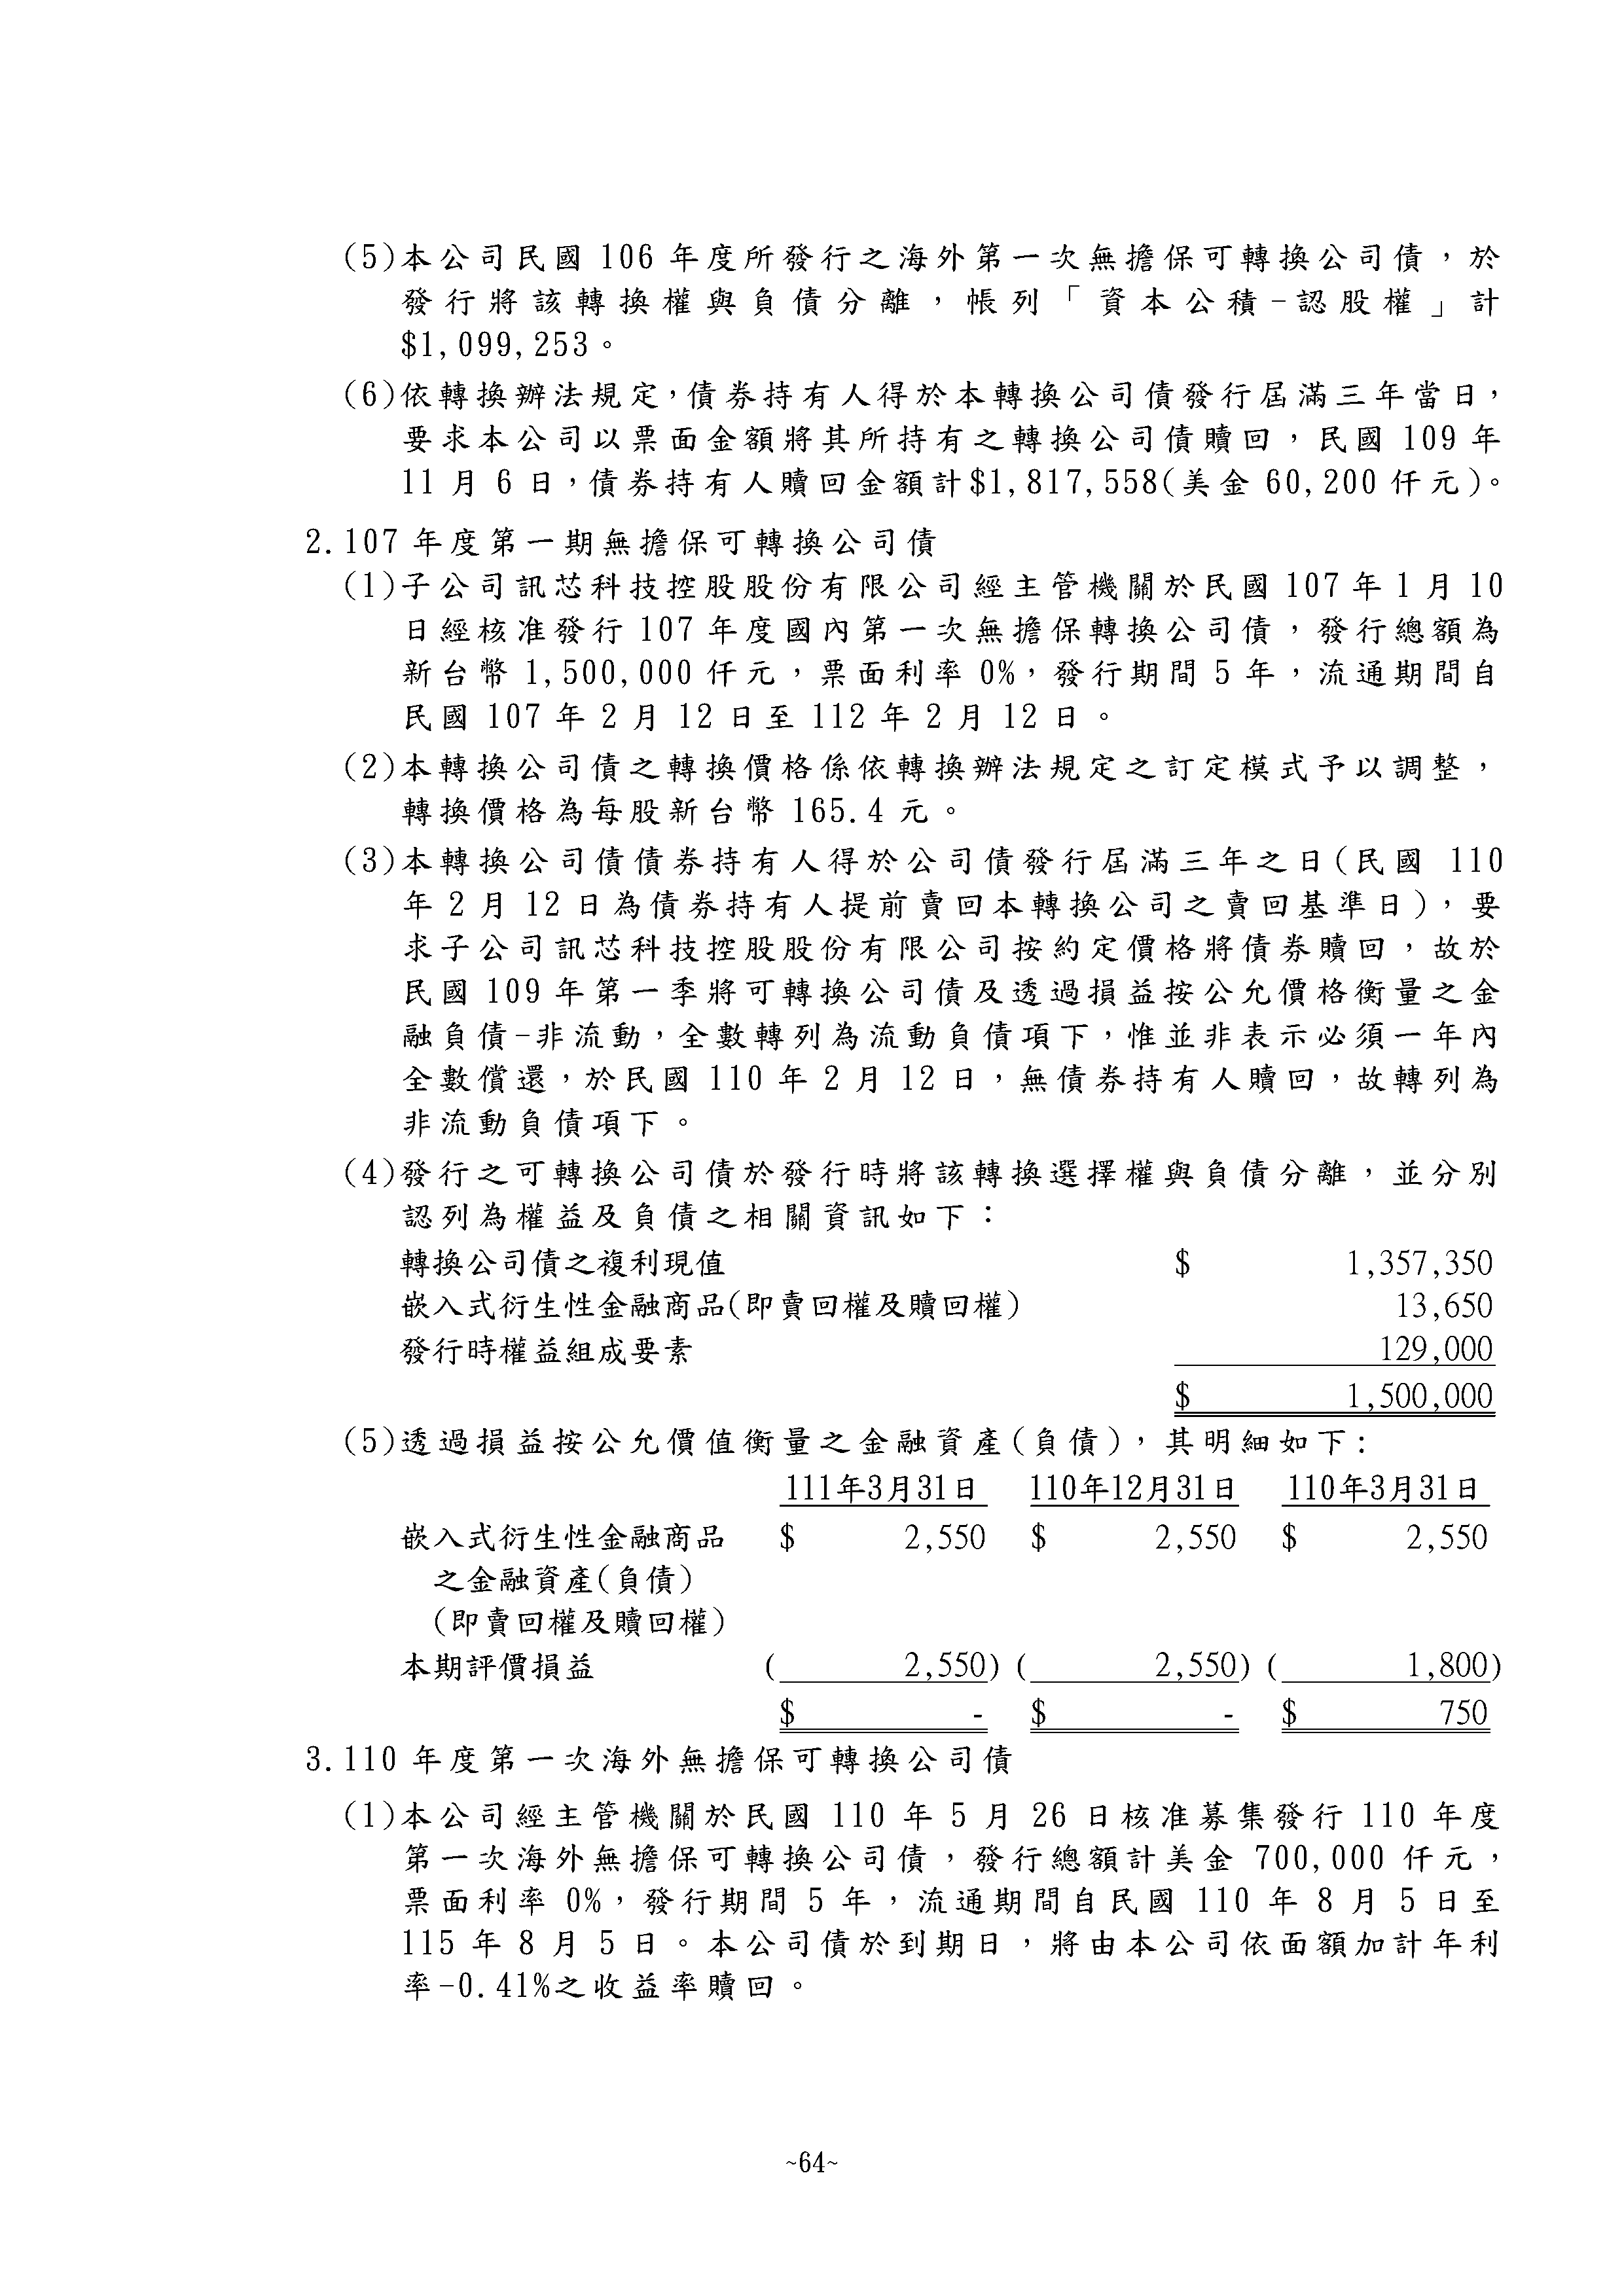 (5)本公司民國 106 年度所發行之海外第一次無擔保可轉換公司債，於
發行將該轉換權與負債分離，帳列「資本公積-認股權」計
$1,099,253。
(6)依轉換辦法規定，債券持有人得於本轉換公司債發行屆滿三年當日，
要求本公司以票面金額將其所持有之轉換公司債贖回，民國 109 年
11 月 6 日，債券持有人贖回金額計$1,817,558(美金 60,200 仟元)。
2.107 年度第一期無擔保可轉換公司債
(1)子公司訊芯科技控股股份有限公司經主管機關於民國 107 年 1 月 10
日經核准發行 107 年度國內第一次無擔保轉換公司債，發行總額為
新台幣 1,500,000 仟元，票面利率 0%，發行期間 5 年，流通期間自
民國 107 年 2 月 12 日至 112 年 2 月 12 日。
(2)本轉換公司債之轉換價格係依轉換辦法規定之訂定模式予以調整，
轉換價格為每股新台幣 165.4 元。
(3)本轉換公司債債券持有人得於公司債發行屆滿三年之日(民國 110
年 2 月 12 日為債券持有人提前賣回本轉換公司之賣回基準日)，要
求子公司訊芯科技控股股份有限公司按約定價格將債券贖回，故於
民國 109 年第一季將可轉換公司債及透過損益按公允價格衡量之金
融負債-非流動，全數轉列為流動負債項下，惟並非表示必須一年內
全數償還，於民國 110 年 2 月 12 日，無債券持有人贖回，故轉列為
非流動負債項下。
(4)發行之可轉換公司債於發行時將該轉換選擇權與負債分離，並分別
認列為權益及負債之相關資訊如下：
轉換公司債之複利現值 $ 1,357,350
嵌入式衍生性金融商品(即賣回權及贖回權) 13,650
發行時權益組成要素 129,000
$ 1,500,000
(5)透過損益按公允價值衡量之金融資產(負債)，其明細如下:
111年3月31日 110年12月31日 110年3月31日
嵌入式衍生性金融商品 $ 2,550 $ 2,550 $ 2,550
之金融資產(負債)
(即賣回權及贖回權)
本期評價損益 ( 2,550) ( 2,550) ( 1,800)
$ - $ - $ 750
3.110 年度第一次海外無擔保可轉換公司債
(1)本公司經主管機關於民國 110 年 5 月 26 日核准募集發行 110 年度
第一次海外無擔保可轉換公司債，發行總額計美金 700,000 仟元，
票面利率 0%，發行期間 5 年，流通期間自民國 110 年 8 月 5 日至
115 年 8 月 5 日。本公司債於到期日，將由本公司依面額加計年利
率-0.41%之收益率贖回。
~64~